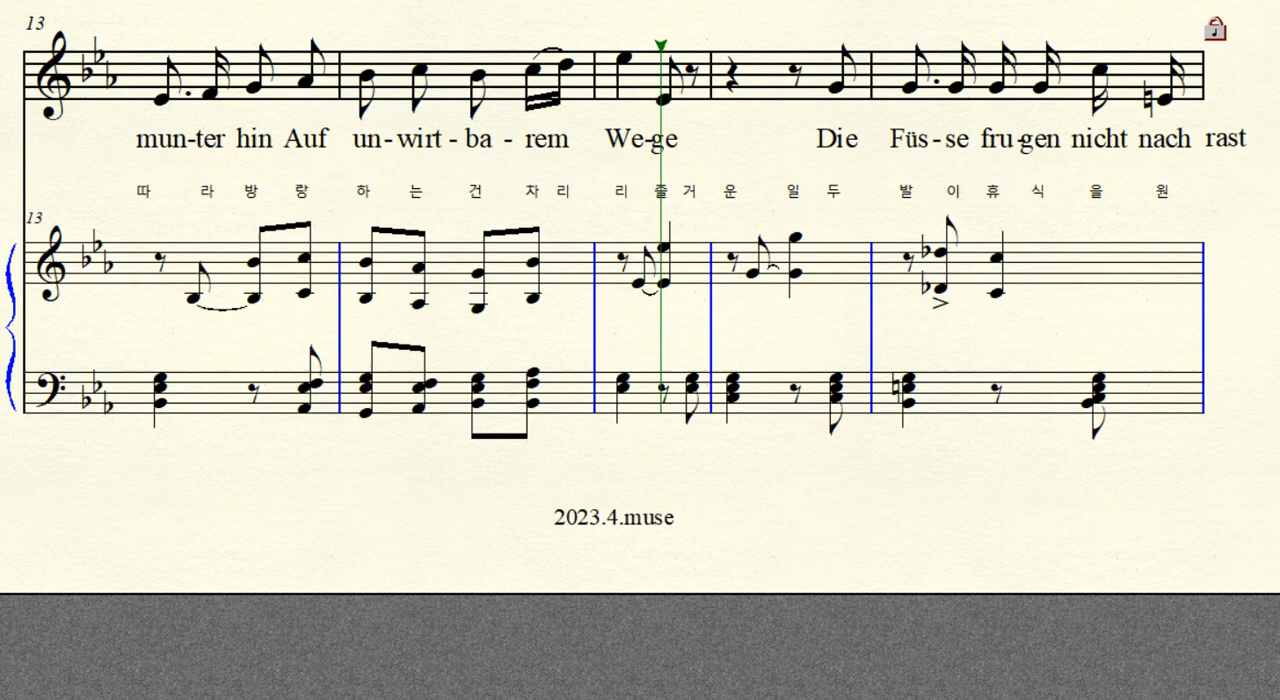 13
mun-ter hin Auf un-wirt-ba-rem We-ge Die Füs-se fru-gen nicht nach rast
따 라 방 랑 하 는 건 차 리 리 즐 거 운 일 두 발 이 휴 식 을 원
13
2023.4.muse